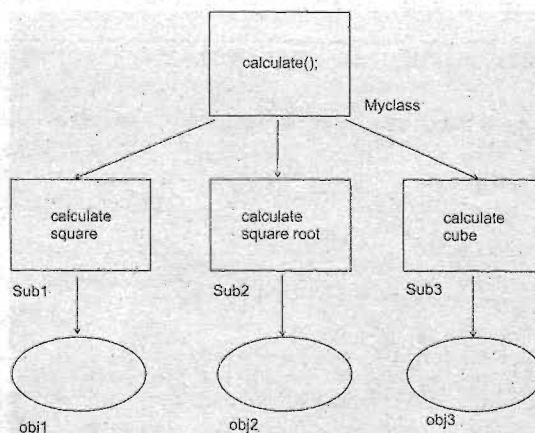 calculate();
Myclass
calculate
square
calculate
square root
calculate
cube
Sub1
Sub2
Sub3
obj1
obj2
obj3